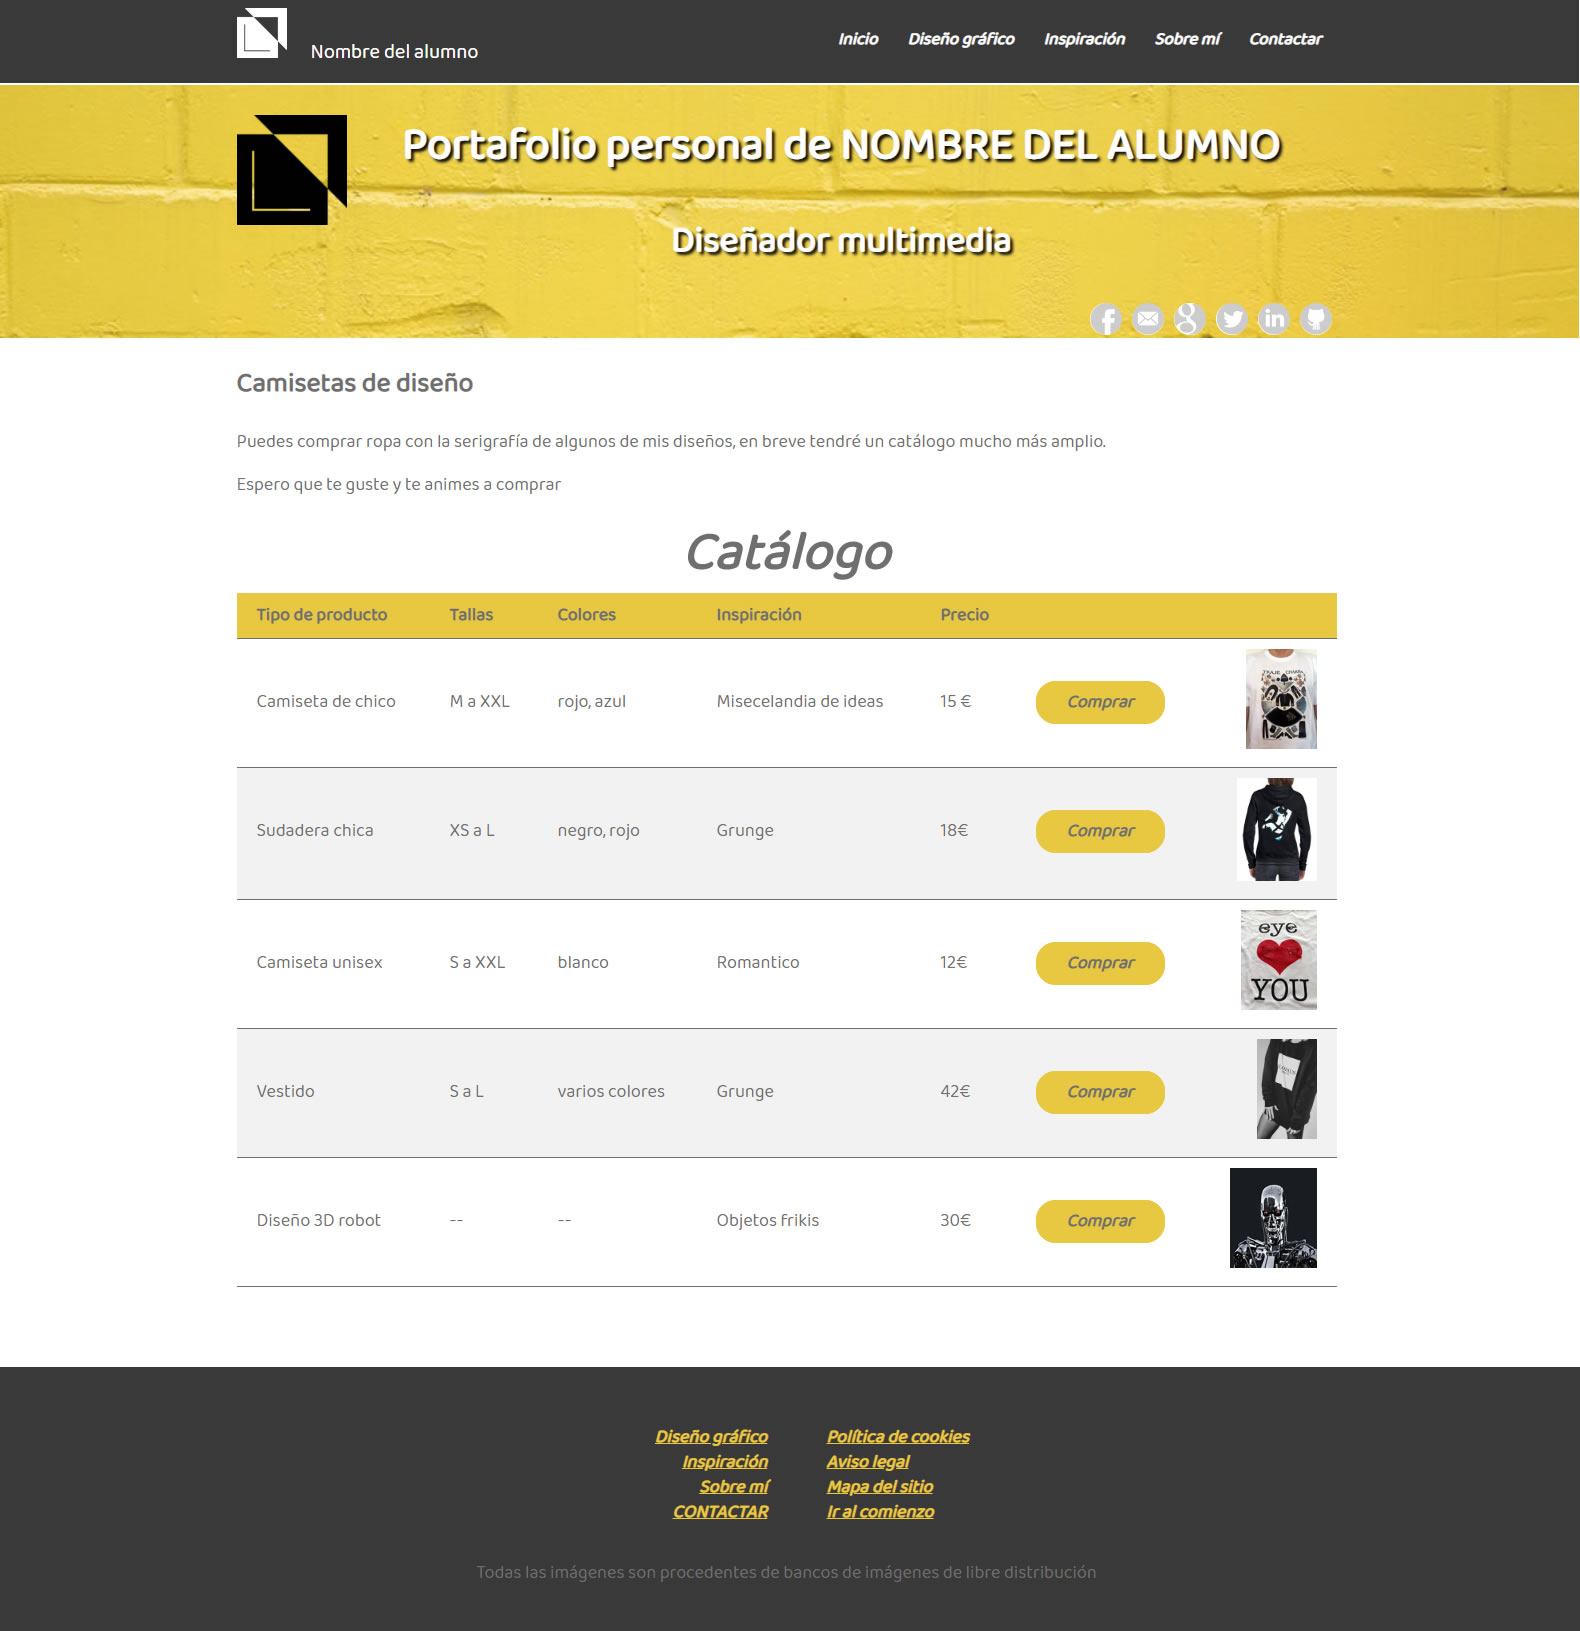 Nombre del alumno
Inicio Diseño gráfico Inspiración Sobre mí Contactar
Portafolio personal de NOMBRE DEL ALUMNO
Diseñador multimedia
Camisetas de diseño
Puedes comprar ropa con la serigrafía de algunos de mis diseños, en breve tendré un catálogo mucho más amplio.
Espero que te guste y te animes a comprar
Catálogo
Tipo de producto Tallas Colores Inspiración Precio
Camiseta de chico M a XXL rojo, azul Misecelandia de ideas 15 € Comprar
Sudadera chica XS a L negro, rojo Grunge 18€ Comprar
Camiseta unisex S a XXL blanco Romantico 12€ Comprar
eye
YOU
Vestido S a L varios colores Grunge 42€ Comprar
Diseño 3D robot -- -- Objetos frikis 30€ Comprar
Diseño gráfico Política de cookies
Inspiración Aviso legal
Sobre mí Mapa del sitio
CONTACTAR Ir al comienzo
Todas las imágenes son procedentes de bancos de imágenes de libre distribución